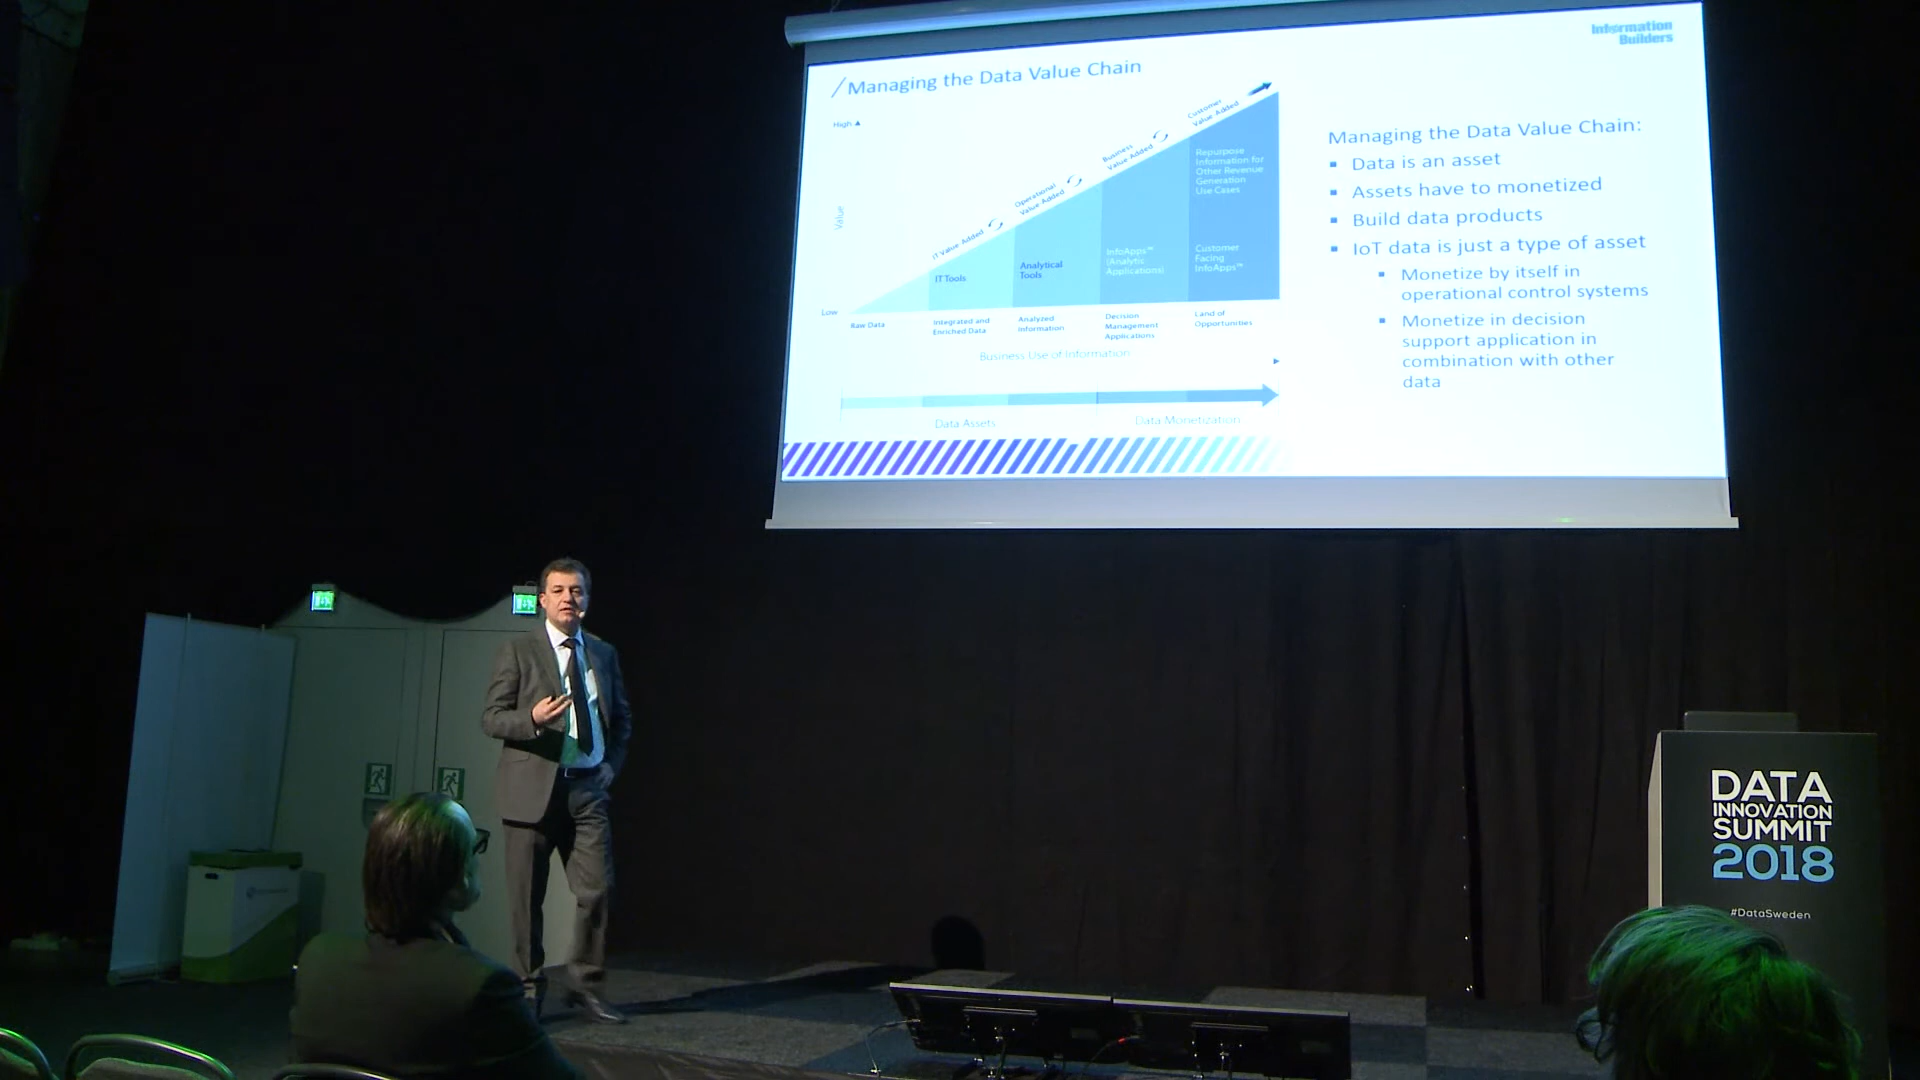 Information
Builders
Managing the Data Value Chain
High
Value
Low
IT Value Added
Operational
Value Added
Business
Value Added
Customer
Value Added
IT Tools
Analytical
Tools
InfoApps™
(Analytic
Applications)
Repurpose
Information for
Other Revenue
Generation
Use Cases
Customer
Facing
InfoApps™
Raw Data
Integrated and
Enriched Data
Analyzed
Information
Decision
Management
Applications
Land of
Opportunities
Business Use of Information
Data Assets
Data Monetization
Managing the Data Value Chain:
Data is an asset
Assets have to monetized
Build data products
IoT data is just a type of asset
Monetize by itself in
operational control systems
Monetize in decision
support application in
combination with other
data
DATA
INNOVATION
SUMMIT
2018
#DataSweden